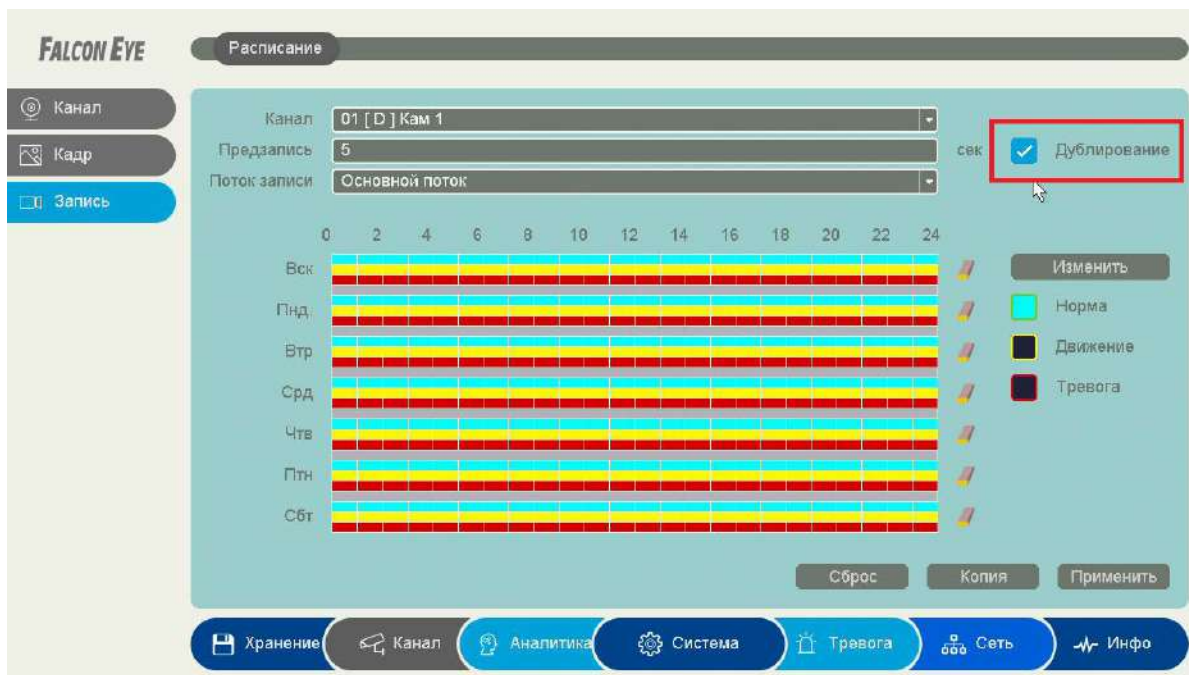 FALCON EYE
Расписание
Канал
Кадр
Запись
Канал 01 [ D ] Кам 1
Предзапись 5 сек Дублирование
Поток записи Основной поток
0 2 4 6 8 10 12 14 16 18 20 22 24
Вск Изменить
Пнд Норма
Втр Движение
Срд Тревога
Чтв
Птн
Сбт
Сброс Копия Применить
Хранение Канал Аналитика Система Тревога Сеть Инфо